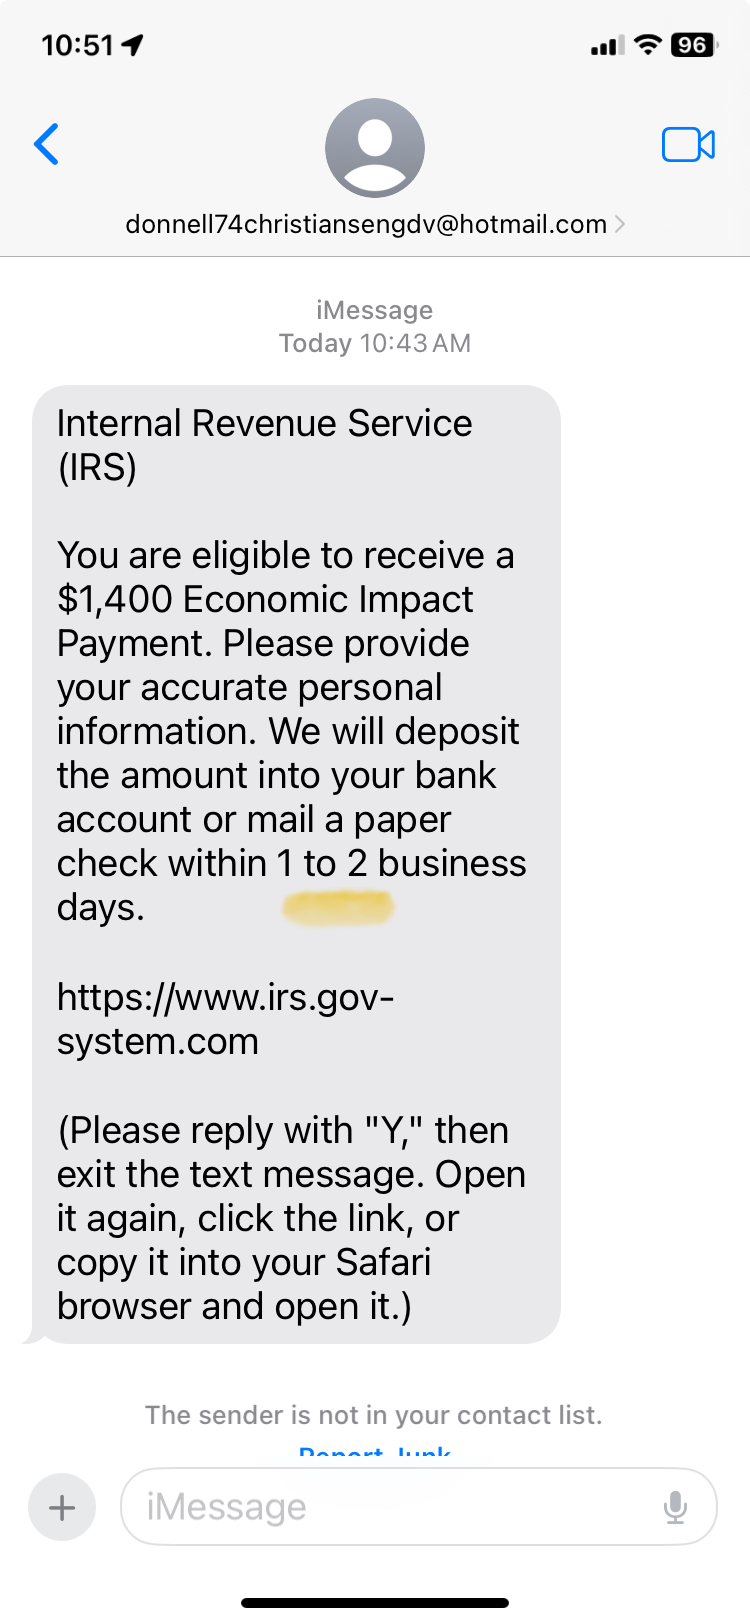 10:51
96
donnell74christiansengdv@hotmail.com
iMessage
Today 10:43 AM
Internal Revenue Service
(IRS)
You are eligible to receive a
$1,400 Economic Impact
Payment. Please provide
your accurate personal
information. We will deposit
the amount into your bank
account or mail a paper
check within 1 to 2 business
days.
https://www.irs.gov-
system.com
(Please reply with "Y," then
exit the text message. Open
it again, click the link, or
copy it into your Safari
browser and open it.)
The sender is not in your contact list.
Report Junk
iMessage